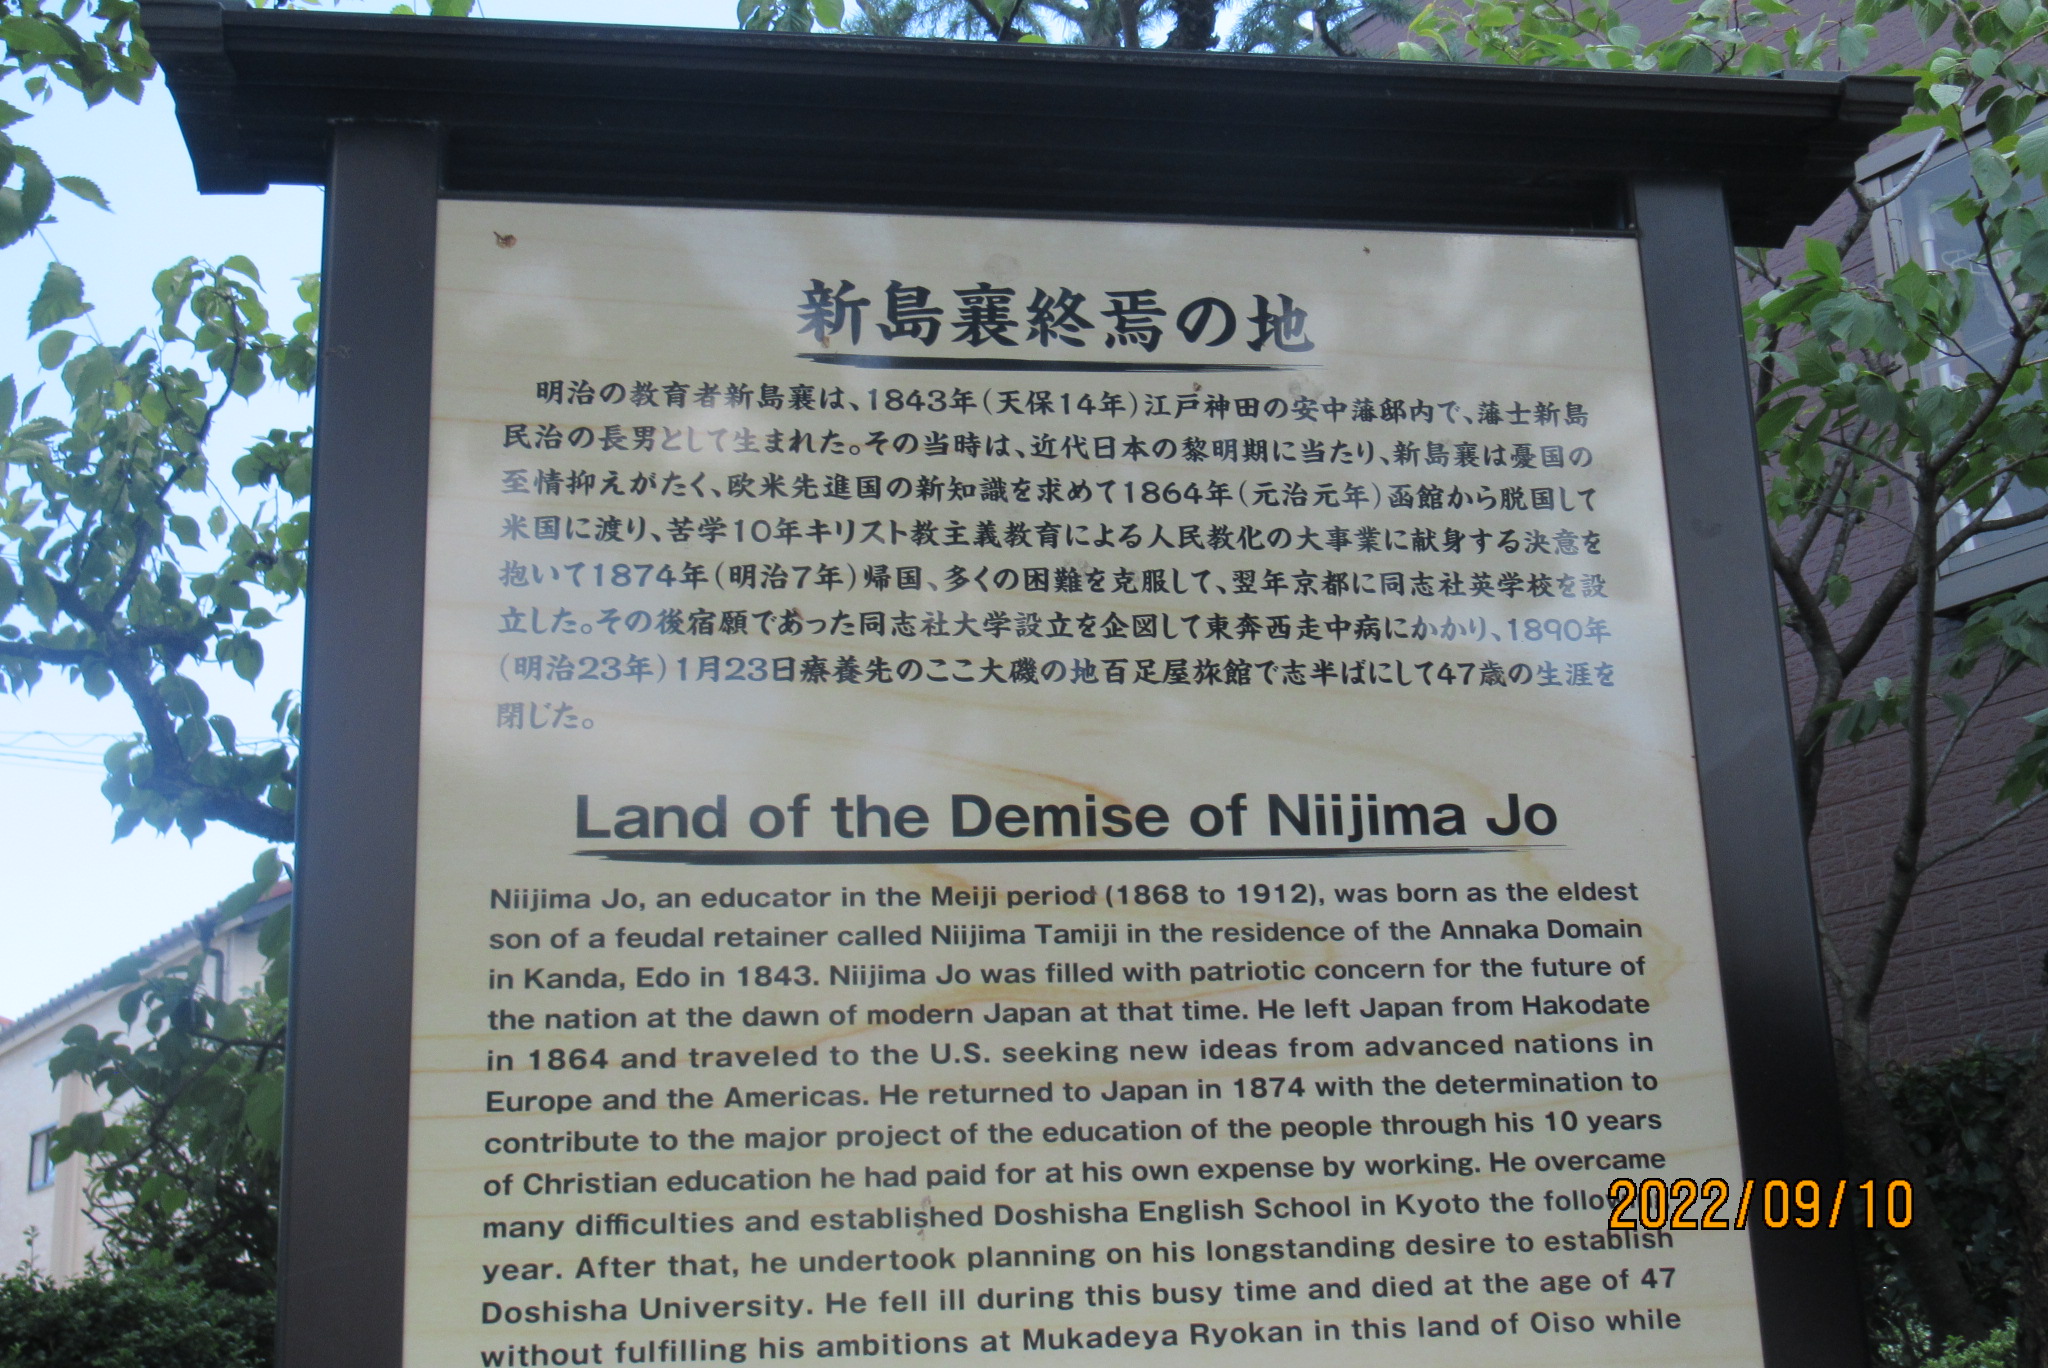 新島襄終焉の地
明治の教育者新島襄は、1843年(天保14年)江戸神田の安中藩邸内で、藩士新島
民治の長男として生まれた。その当時は、近代日本の黎明期に当たり、新島襄は憂国の
至情抑えがたく、欧米先進国の新知識を求めて1864年(元治元年)函館から脱国して
米国に渡り、苦学10年キリスト教主義教育による人民教化の大事業に献身する決意を
抱いて1874年(明治7年)帰国、多くの困難を克服して、翌年京都に同志社英学校を設
立した。その後宿願であった同志社大学設立を企図して東奔西走中病にかかり、1890年
(明治23年)1月23日療養先のここ大磯の地百足屋旅館で志半ばにして47歳の生涯を
閉じた。
Land of the Demise of Niijima Jo
Niijima Jo, an educator in the Meiji period (1868 to 1912), was born as the eldest
son of a feudal retainer called Niijima Tamiji in the residence of the Annaka Domain
in Kanda, Edo in 1843. Niijima Jo was filled with patriotic concern for the future of
the nation at the dawn of modern Japan at that time. He left Japan from Hakodate
in 1864 and traveled to the U.S. seeking new ideas from advanced nations in
Europe and the Americas. He returned to Japan in 1874 with the determination to
contribute to the major project of the education of the people through his 10 years
of Christian education he had paid for at his own expense by working. He overcame
many difficulties and established Doshisha English School in Kyoto the follo
year. After that, he undertook planning on his longstanding desire to establish
Doshisha University. He fell ill during this busy time and died at the age of 47
without fulfilling his ambitions at Mukadeya Ryokan in this land of Oiso while
2022/09/10